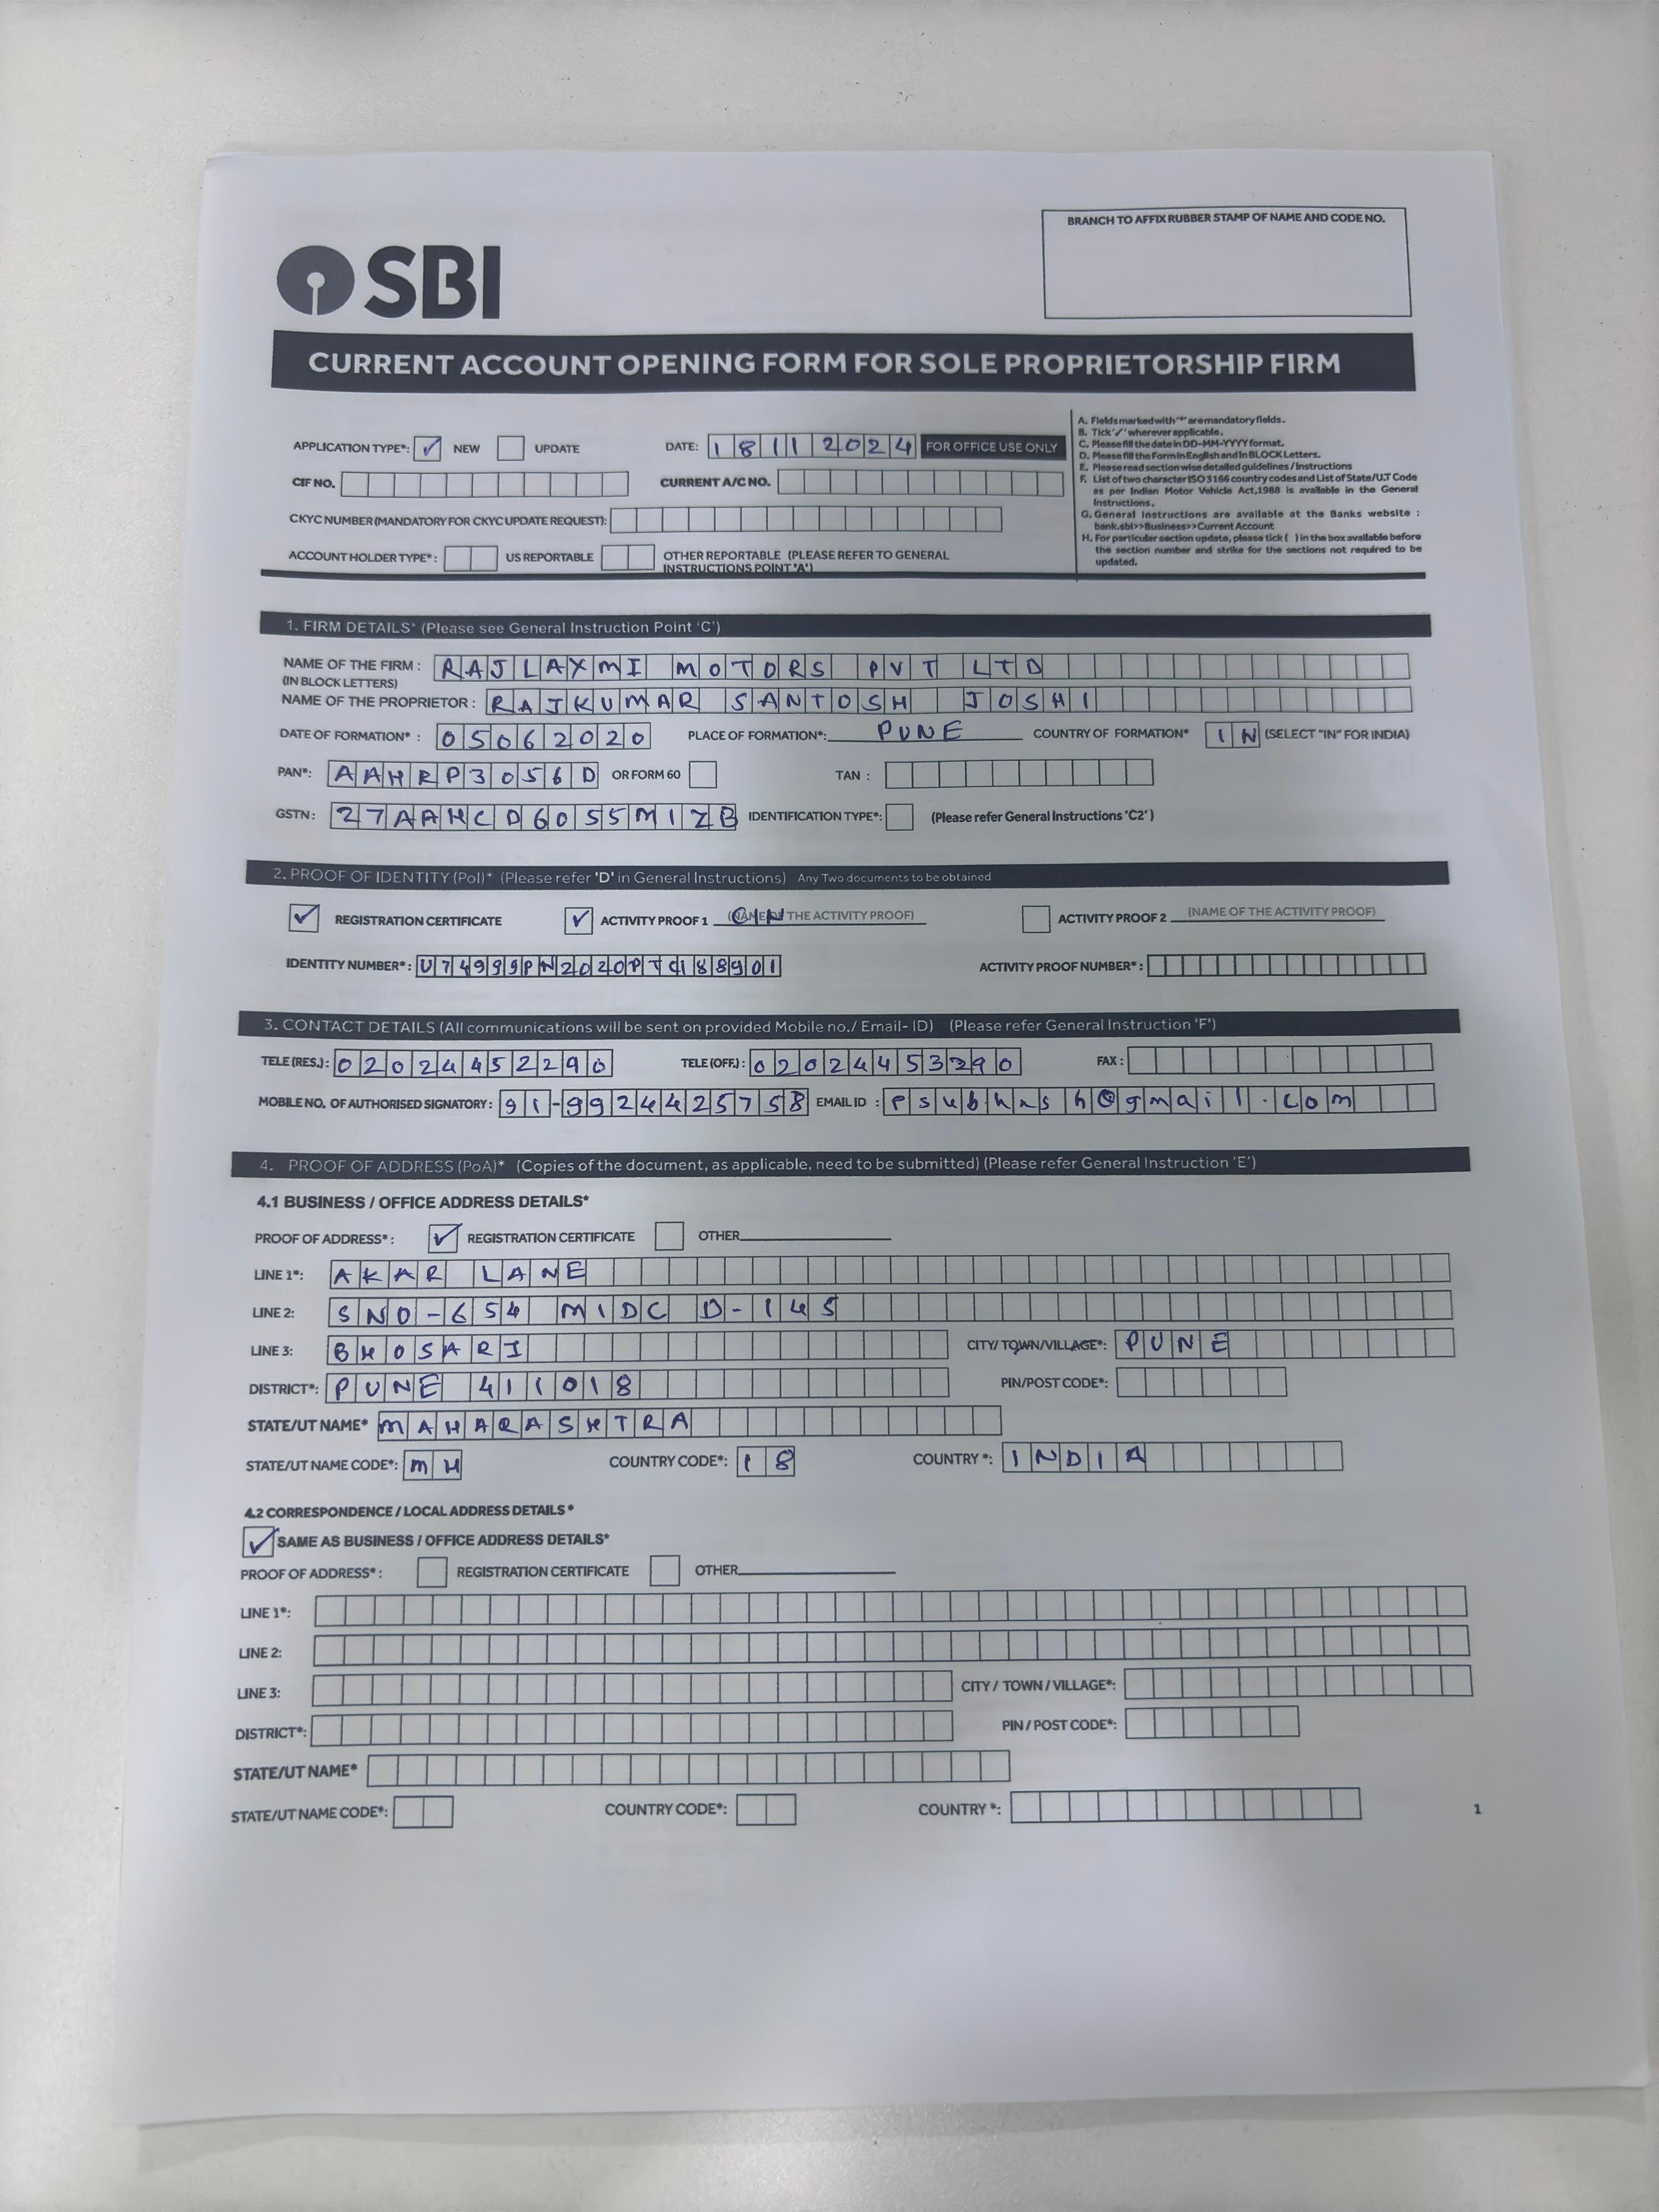 BRANCH TO AFFIX RUBBER STAMP OF NAME AND CODE NO.
SBI
CURRENT ACCOUNT OPENING FORM FOR SOLE PROPRIETORSHIP FIRM
APPLICATION TYPE*: ✓ NEW UPDATE DATE: 18112024 FOR OFFICE USE ONLY
CIF NO. CURRENT A/C NO.
CKYC NUMBER (MANDATORY FOR CKYC UPDATE REQUEST):
ACCOUNT HOLDER TYPE*: US REPORTABLE OTHER REPORTABLE (PLEASE REFER TO GENERAL
INSTRUCTIONS POINT 'A')
A. Fields marked with '*' are mandatory fields.
B. Tick '✓' wherever applicable.
C. Please fill the date in DD-MM-YYYY format.
D. Please fill the Form in English and in BLOCK Letters.
E. Please read section wise detailed guidelines / Instructions
F. List of two character ISO 3166 country codes and List of State/U.T Code
as per Indian Motor Vehicle Act,1988 is available in the General
Instructions.
G. General Instructions are available at the Banks website :
bank.sbi>>Business>>Current Account
H. For particular section update, please tick ( ) in the box available before
the section number and strike for the sections not required to be
updated.
1. FIRM DETAILS* (Please see General Instruction Point 'C')
NAME OF THE FIRM : RAJLAXMI MOTORS PVT LTD
(IN BLOCK LETTERS)
NAME OF THE PROPRIETOR : RAJKUMAR SANTOSH JOSHI
DATE OF FORMATION* : 05062020 PLACE OF FORMATION*: PUNE COUNTRY OF FORMATION* IN (SELECT "IN" FOR INDIA)
PAN*: AAHRP3056D OR FORM 60 TAN :
GSTN: 27AAHCD6055M1ZB IDENTIFICATION TYPE*: (Please refer General Instructions 'C2')
2. PROOF OF IDENTITY (PoI)* (Please refer 'D' in General Instructions) Any Two documents to be obtained
✓ REGISTRATION CERTIFICATE ✓ ACTIVITY PROOF 1 CIN (NAME OF THE ACTIVITY PROOF) ACTIVITY PROOF 2 (NAME OF THE ACTIVITY PROOF)
IDENTITY NUMBER*: U74999PN2020PTC188901 ACTIVITY PROOF NUMBER*:
3. CONTACT DETAILS (All communications will be sent on provided Mobile no./ Email- ID) (Please refer General Instruction 'F')
TELE (RES.): 02024452290 TELE (OFF.): 02024453290 FAX :
MOBILE NO. OF AUTHORISED SIGNATORY: 91-9924425758 EMAIL ID : psubhash@gmail.com
4. PROOF OF ADDRESS (PoA)* (Copies of the document, as applicable, need to be submitted) (Please refer General Instruction 'E')
4.1 BUSINESS / OFFICE ADDRESS DETAILS*
PROOF OF ADDRESS*: ✓ REGISTRATION CERTIFICATE OTHER
LINE 1*: AKAR LANE
LINE 2: SNO-654 MIDC D-145
LINE 3: BHOSARI CITY/ TOWN/VILLAGE*: PUNE
DISTRICT*: PUNE 411018 PIN/POST CODE*:
STATE/UT NAME* MAHARASHTRA
STATE/UT NAME CODE*: MH COUNTRY CODE*: 18 COUNTRY *: INDIA
4.2 CORRESPONDENCE / LOCAL ADDRESS DETAILS *
✓ SAME AS BUSINESS / OFFICE ADDRESS DETAILS*
PROOF OF ADDRESS*: REGISTRATION CERTIFICATE OTHER
LINE 1*:
LINE 2:
LINE 3: CITY / TOWN / VILLAGE*:
DISTRICT*: PIN / POST CODE*:
STATE/UT NAME*
STATE/UT NAME CODE*: COUNTRY CODE*: COUNTRY *:
1